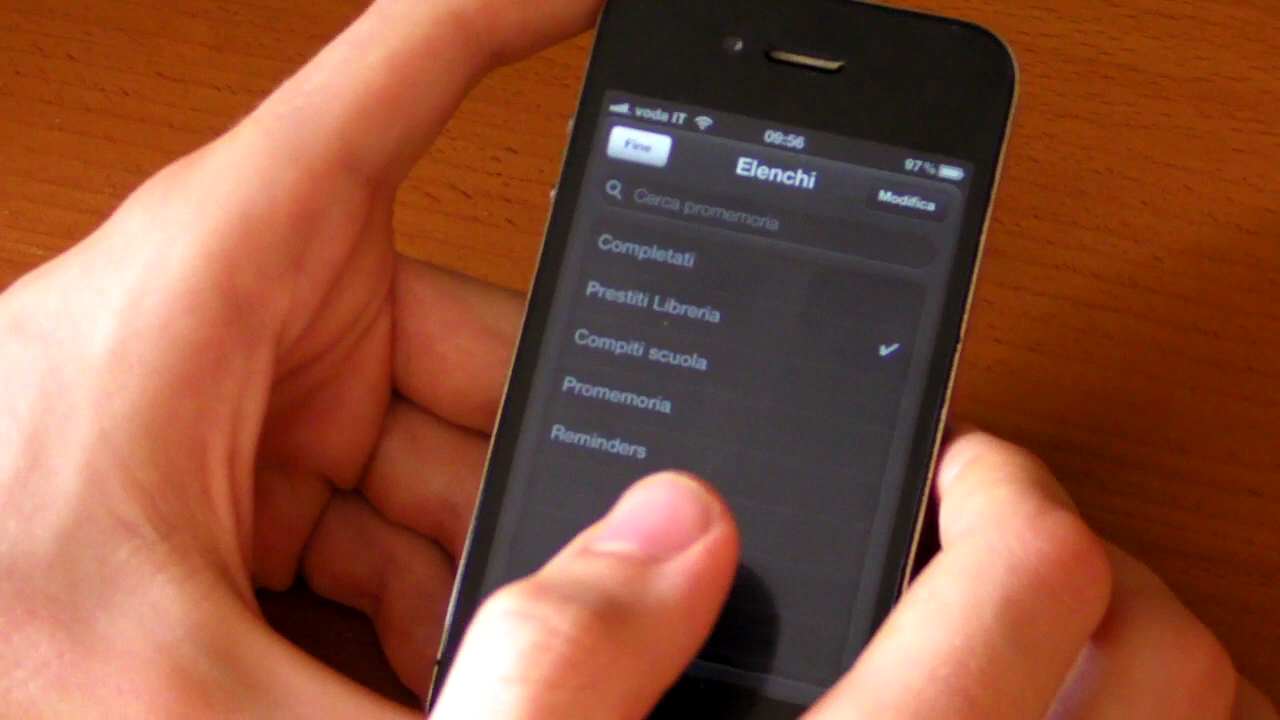 voda IT 09:56 97%
Fine Elenchi Modifica
Cerca promemoria
Completati
Prestiti Libreria
Compiti scuola
Promemoria
Reminders